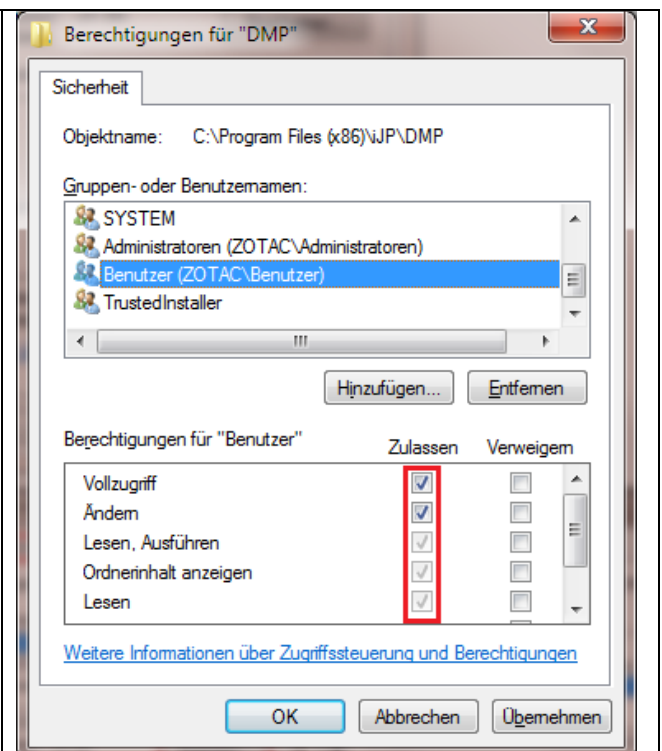 Berechtigungen für "DMP"
Sicherheit
Objektname: C:\Program Files (x86)\iJP\DMP
Gruppen- oder Benutzernamen:
SYSTEM
Administratoren (ZOTAC\Administratoren)
Benutzer (ZOTAC\Benutzer)
TrustedInstaller
Hinzufügen... Entfernen
Berechtigungen für "Benutzer" Zulassen Verweigern
Vollzugriff
Ändern
Lesen, Ausführen
Ordnerinhalt anzeigen
Lesen
Weitere Informationen über Zugriffssteuerung und Berechtigungen
OK Abbrechen Übernehmen